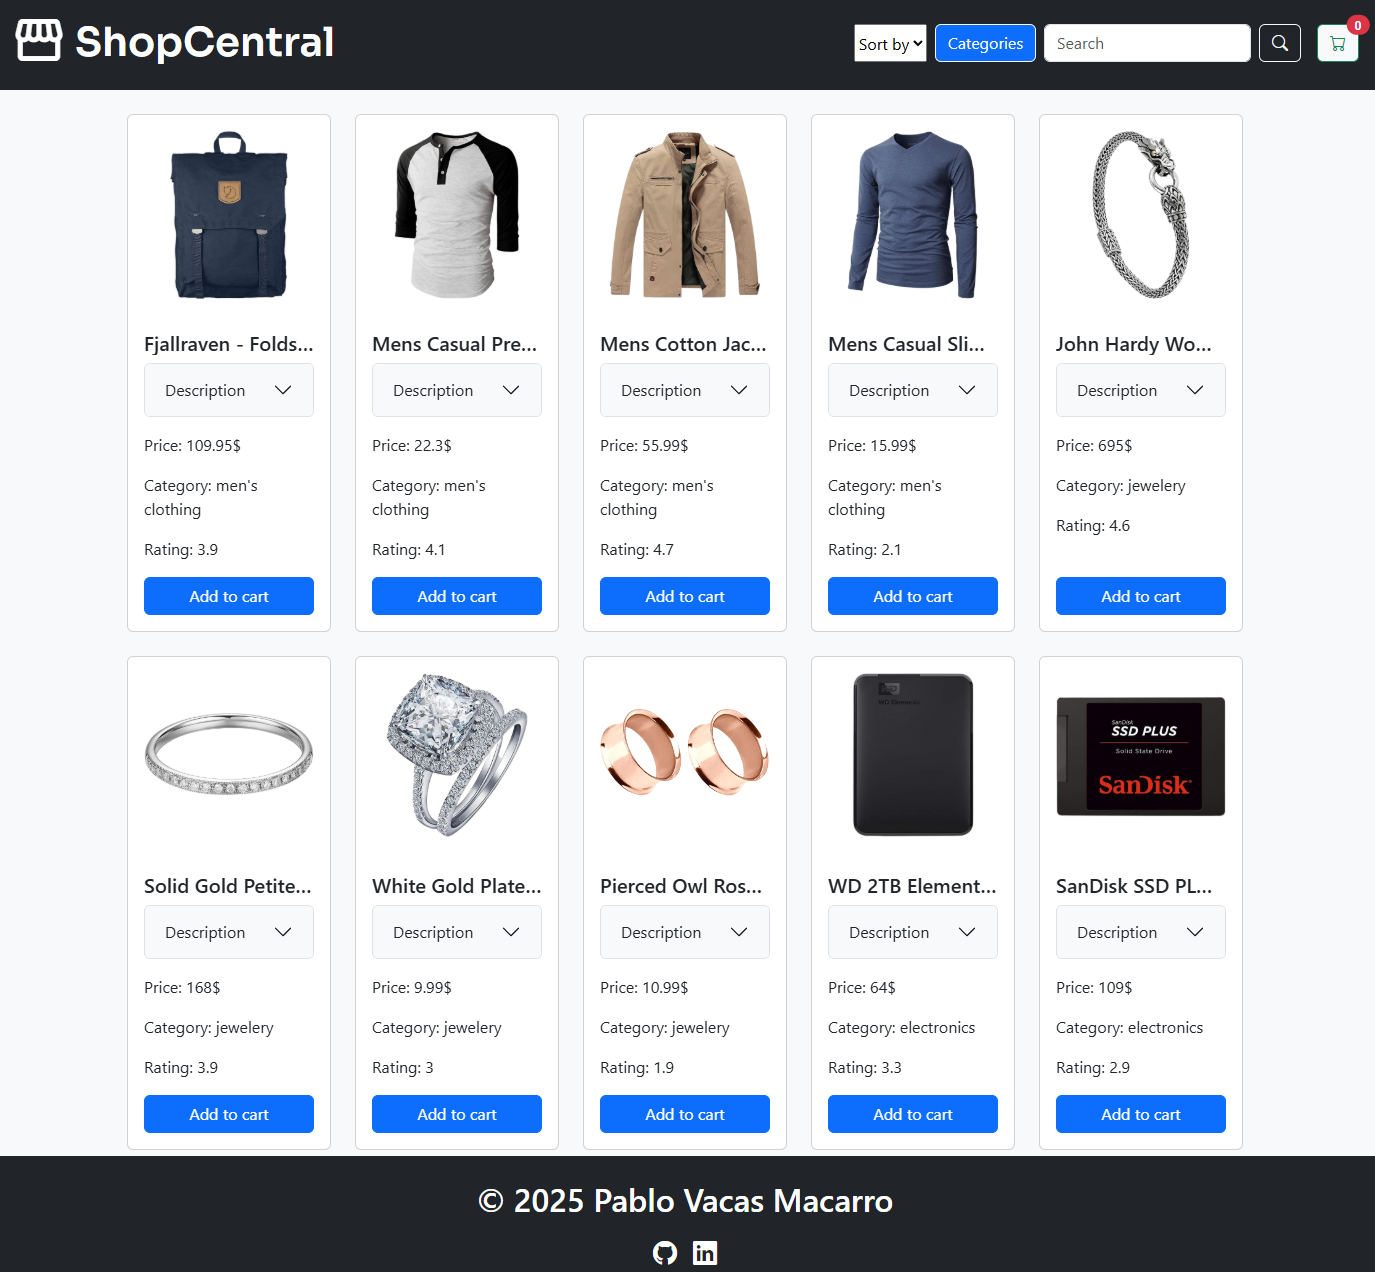 ShopCentral
Sort by
Categories
Search
0
Fjallraven - Folds...
Description
Price: 109.95$
Category: men's
clothing
Rating: 3.9
Add to cart
Mens Casual Pre...
Description
Price: 22.3$
Category: men's
clothing
Rating: 4.1
Add to cart
Mens Cotton Jac...
Description
Price: 55.99$
Category: men's
clothing
Rating: 4.7
Add to cart
Mens Casual Sli...
Description
Price: 15.99$
Category: men's
clothing
Rating: 2.1
Add to cart
John Hardy Wo...
Description
Price: 695$
Category: jewelery
Rating: 4.6
Add to cart
Solid Gold Petite...
Description
Price: 168$
Category: jewelery
Rating: 3.9
Add to cart
White Gold Plate...
Description
Price: 9.99$
Category: jewelery
Rating: 3
Add to cart
Pierced Owl Ros...
Description
Price: 10.99$
Category: jewelery
Rating: 1.9
Add to cart
WD
WD Elements
WD 2TB Element...
Description
Price: 64$
Category: electronics
Rating: 3.3
Add to cart
SanDisk
SSD PLUS
Solid State Drive
SanDisk
SanDisk SSD PL...
Description
Price: 109$
Category: electronics
Rating: 2.9
Add to cart
© 2025 Pablo Vacas Macarro